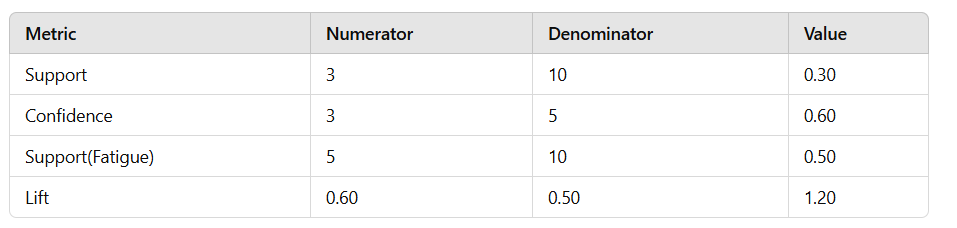 Metric Numerator Denominator Value
Support 3 10 0.30
Confidence 3 5 0.60
Support(Fatigue) 5 10 0.50
Lift 0.60 0.50 1.20